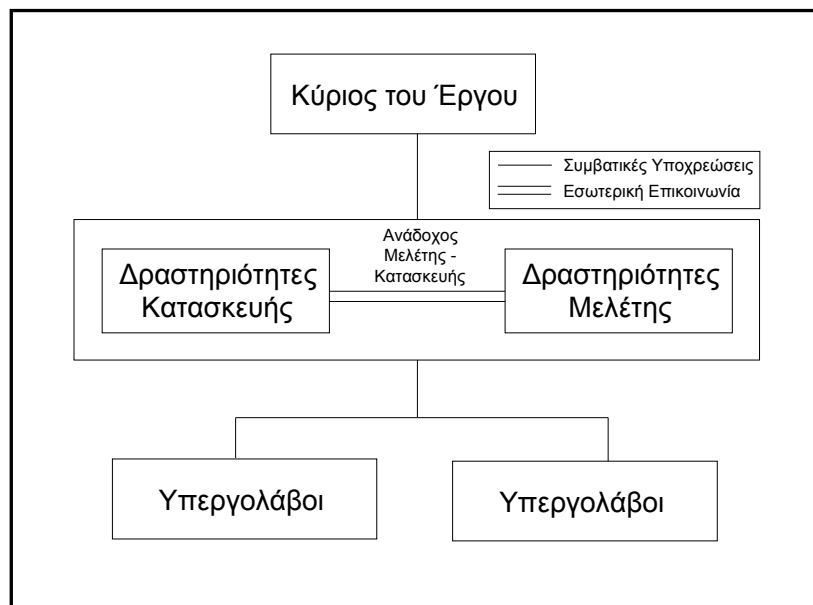 Κύριος του Έργου
Συμβατικές Υποχρεώσεις
Εσωτερική Επικοινωνία
Ανάδοχος
Μελέτης -
Κατασκευής
Δραστηριότητες
Κατασκευής
Δραστηριότητες
Μελέτης
Υπεργολάβοι
Υπεργολάβοι